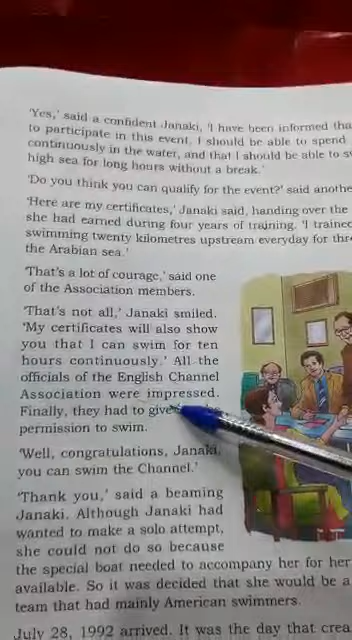 'Yes,' said a confident Janaki, 'I have been informed
to participate in this event, I should be able to spend
continuously in the water, and that I should be able to
high sea for long hours without a break.'
'Do you think you can qualify for the event?' said
'Here are my certificates,' Janaki said, handing over the
she had earned during four years of training. 'I
swimming twenty kilometres upstream everyday for
the Arabian sea.'
'That's a lot of courage,' said one
of the Association members.
'That's not all,' Janaki smiled.
'My certificates will also show
you that I can swim for ten
hours continuously.' All the
officials of the English Channel
Association were impressed.
Finally, they had to give
permission to swim.
'Well, congratulations, Janaki,
you can swim the Channel.'
'Thank you,' said a beaming
Janaki. Although Janaki had
wanted to make a solo attempt,
she could not do so because
the special boat needed to accompany her for her
available. So it was decided that she would be a
team that had mainly American swimmers.
July 28, 1992 arrived. It was the day that